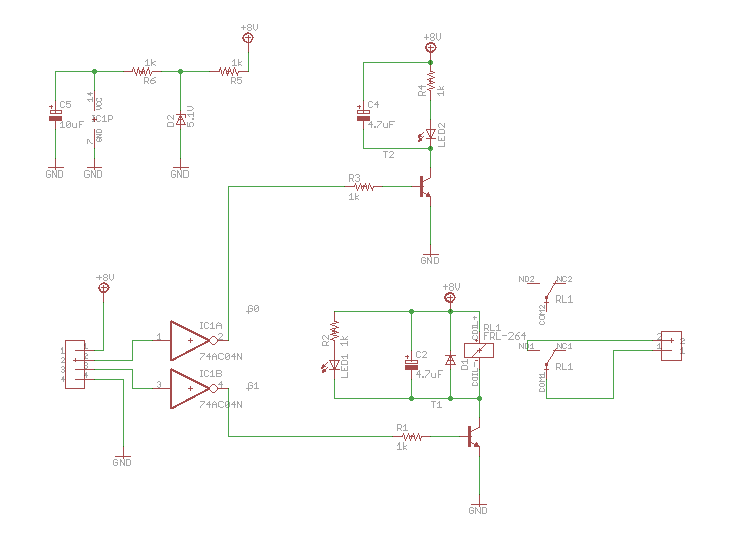 +8V
+8V
1k
1k
R6
R5
C5
10uF
14
VCC
IC1P
7
GND
D2
5.1V
GND
GND
GND
R4
1k
C4
4.7uF
LED2
T2
R3
1k
GND
+8V
+8V
1
2
3
4
1
IC1A
2
74AC04N
3
IC1B
4
74AC04N
G0
G1
GND
R2
1k
LED1
C2
4.7uF
D1
COIL+
COIL-
RL1
FRL-264
T1
R1
1k
GND
NO2
NC2
COM2
RL1
NO1
NC1
COM1
RL1
2
1